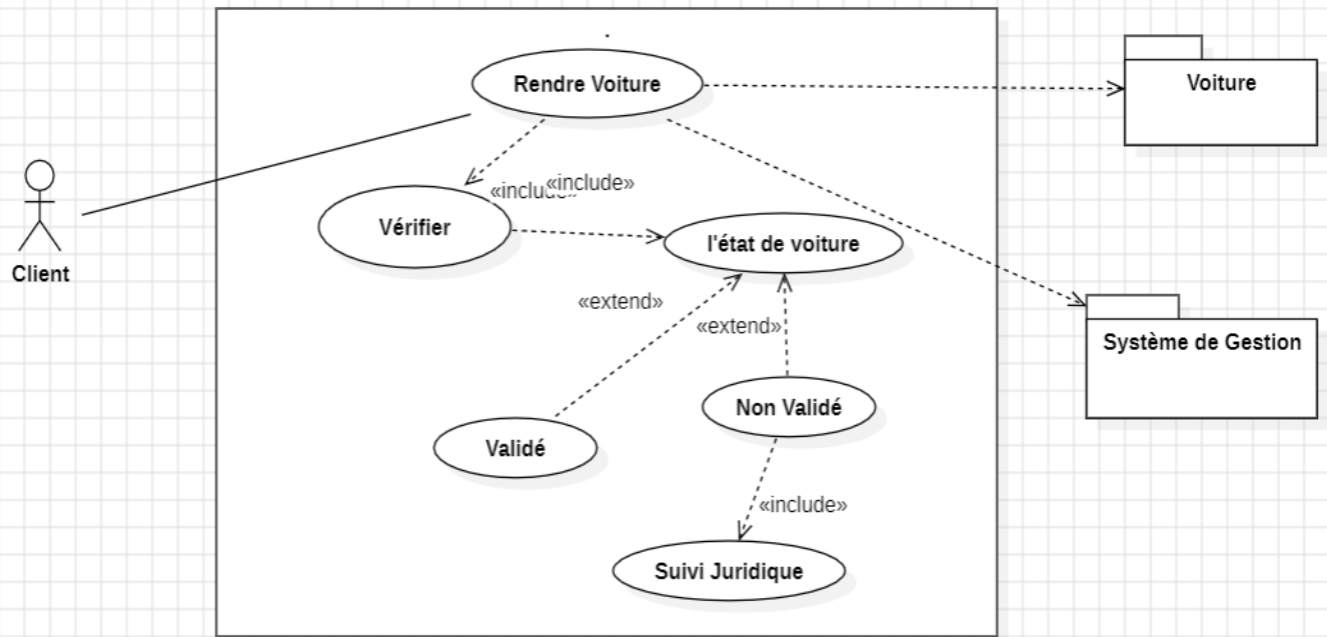 Rendre Voiture
Voiture
«include»
«include»
Vérifier
l'état de voiture
Client
«extend»
«extend»
Système de Gestion
Non Validé
Validé
«include»
Suivi Juridique